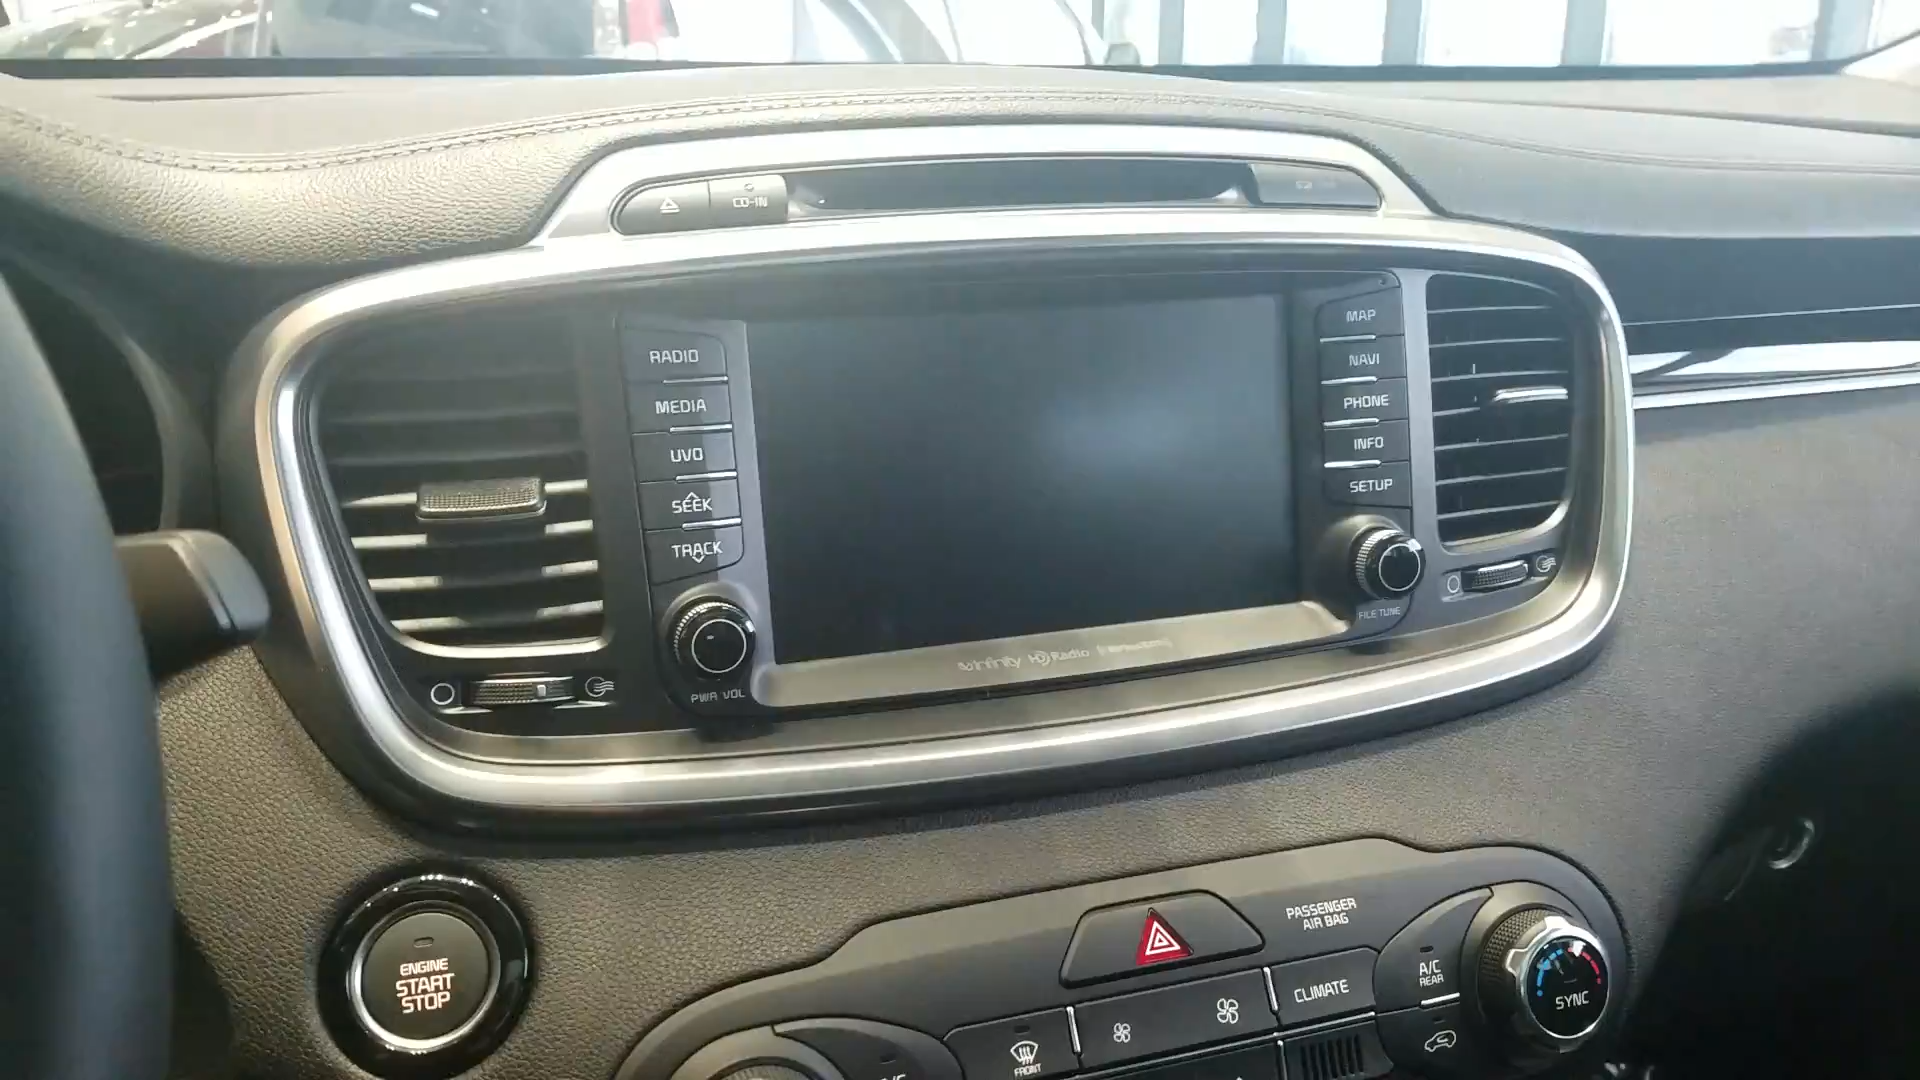 CD-IN
RADIO
MEDIA
UVO
SEEK
TRACK
PWR VOL
MAP
NAVI
PHONE
INFO
SETUP
FILE TUNE
infinity HD Radio
ENGINE
START
STOP
PASSENGER
AIR BAG
CLIMATE
A/C
REAR
SYNC
FRONT